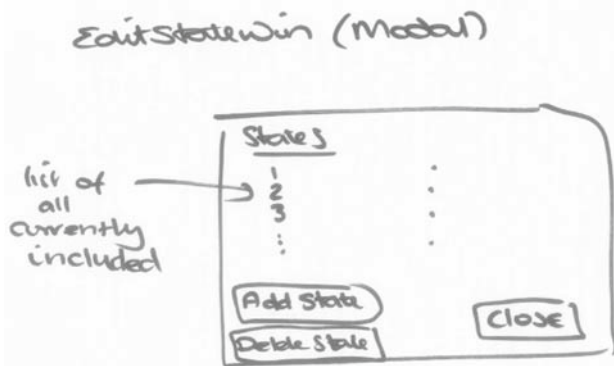 EditStateWin (Modal)
States
1
2
3
list of
all
currently
included
Add State
Delete State
Close